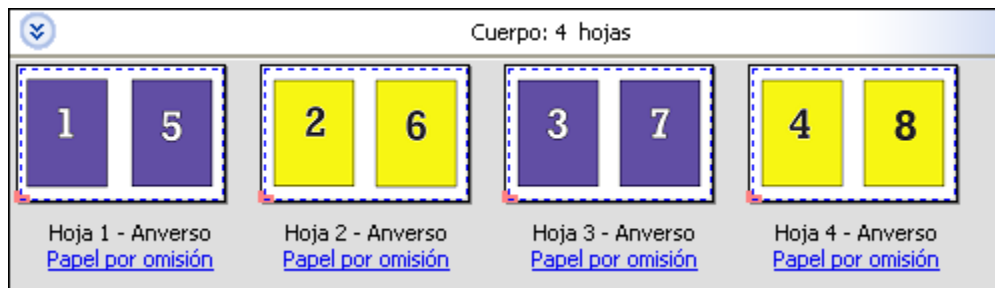 Cuerpo: 4 hojas
1 5 2 6 3 7 4 8
Hoja 1 - Anverso Hoja 2 - Anverso Hoja 3 - Anverso Hoja 4 - Anverso
Papel por omisión Papel por omisión Papel por omisión Papel por omisión